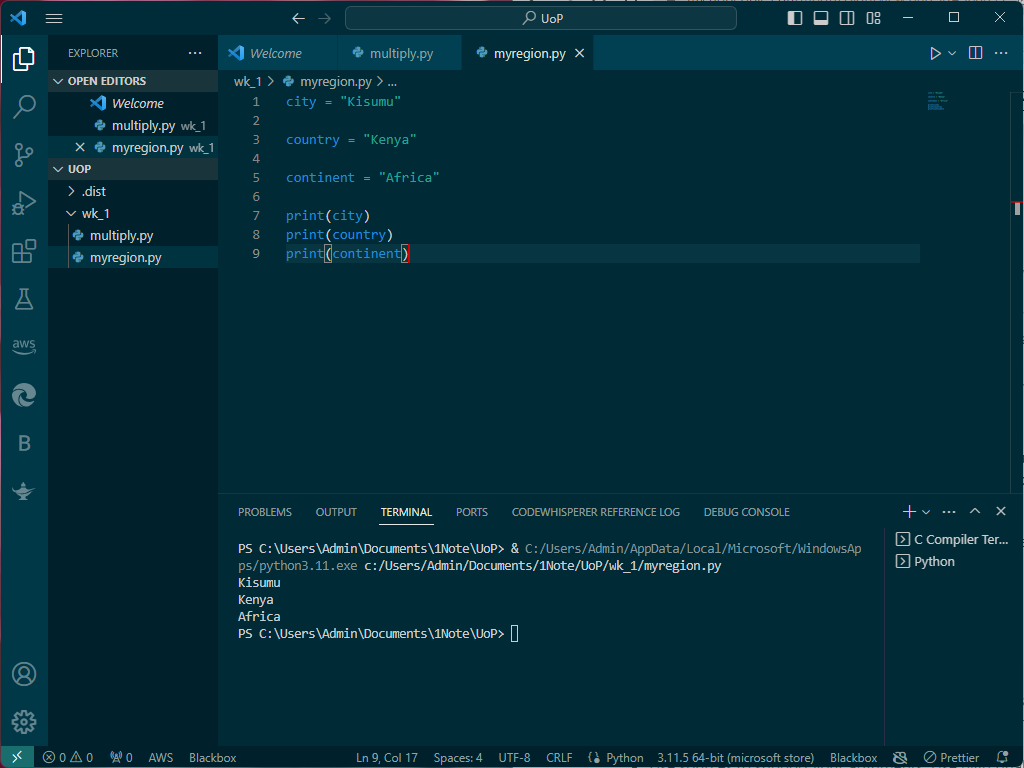 UoP
EXPLORER
Welcome
multiply.py
myregion.py
OPEN EDITORS
Welcome
multiply.py wk_1
myregion.py wk_1
UOP
.dist
wk_1
multiply.py
myregion.py
aws
B
wk_1 > myregion.py > ...
1 city = "Kisumu"
2
3 country = "Kenya"
4
5 continent = "Africa"
6
7 print(city)
8 print(country)
9 print(continent)
PROBLEMS OUTPUT TERMINAL PORTS CODEWHISPERER REFERENCE LOG DEBUG CONSOLE
PS C:\Users\Admin\Documents\1Note\UoP> & C:/Users/Admin/AppData/Local/Microsoft/WindowsAp
ps/python3.11.exe c:/Users/Admin/Documents/1Note/UoP/wk_1/myregion.py
Kisumu
Kenya
Africa
PS C:\Users\Admin\Documents\1Note\UoP>
C Compiler Ter...
Python
0 0 0 AWS Blackbox Ln 9, Col 17 Spaces: 4 UTF-8 CRLF Python 3.11.5 64-bit (microsoft store) Blackbox Prettier